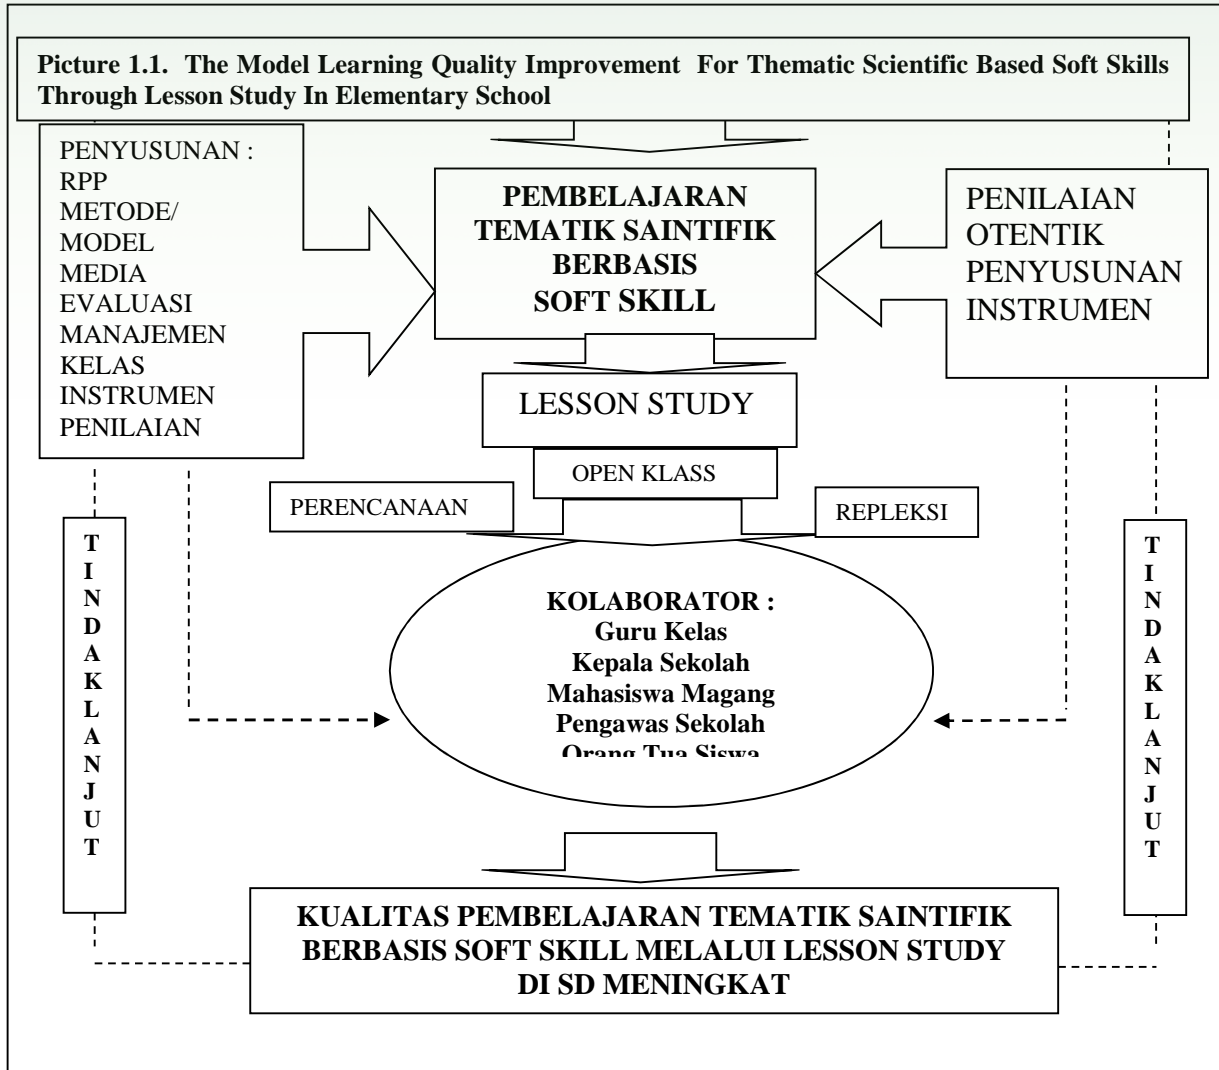 Picture 1.1. The Model Learning Quality Improvement For Thematic Scientific Based Soft Skills
Through Lesson Study In Elementary School
PENYUSUNAN :
RPP
METODE/
MODEL
MEDIA
EVALUASI
MANAJEMEN
KELAS
INSTRUMEN
PENILAIAN
PEMBELAJARAN
TEMATIK SAINTIFIK
BERBASIS
SOFT SKILL
PENILAIAN
OTENTIK
PENYUSUNAN
INSTRUMEN
LESSON STUDY
OPEN KLASS
PERENCANAAN
REPLEKSI
T
I
N
D
A
K
L
A
N
J
U
T
KOLABORATOR :
Guru Kelas
Kepala Sekolah
Mahasiswa Magang
Pengawas Sekolah
Orang Tua Siswa
T
I
N
D
A
K
L
A
N
J
U
T
KUALITAS PEMBELAJARAN TEMATIK SAINTIFIK
BERBASIS SOFT SKILL MELALUI LESSON STUDY
DI SD MENINGKAT